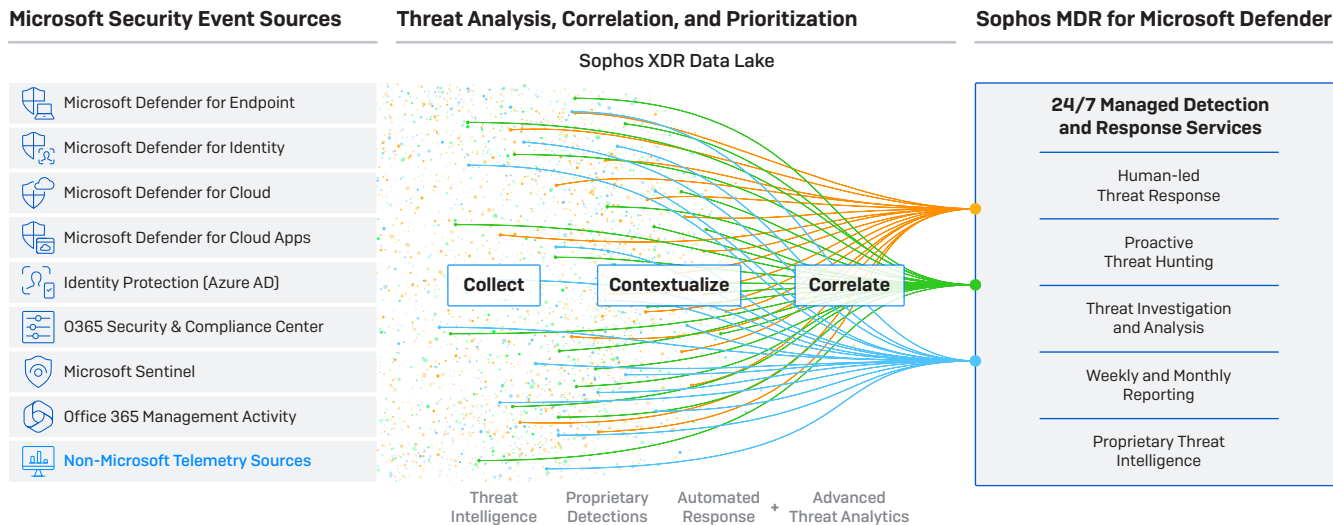 Microsoft Security Event Sources
Threat Analysis, Correlation, and Prioritization
Sophos MDR for Microsoft Defender
Sophos XDR Data Lake
Microsoft Defender for Endpoint
Microsoft Defender for Identity
Microsoft Defender for Cloud
Microsoft Defender for Cloud Apps
Identity Protection (Azure AD)
O365 Security & Compliance Center
Microsoft Sentinel
Office 365 Management Activity
Non-Microsoft Telemetry Sources
Collect
Contextualize
Correlate
Threat
Intelligence
Proprietary
Detections
Automated
Response
+
Advanced
Threat Analytics
24/7 Managed Detection
and Response Services
Human-led
Threat Response
Proactive
Threat Hunting
Threat Investigation
and Analysis
Weekly and Monthly
Reporting
Proprietary Threat
Intelligence